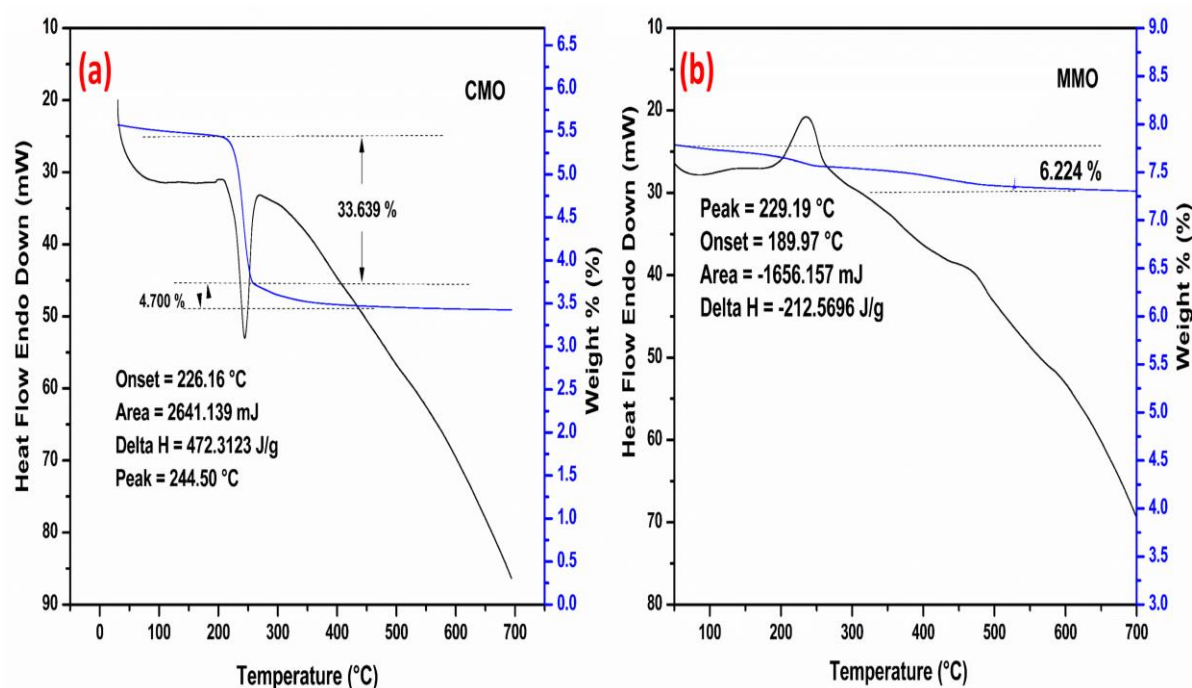 (a)
CMO
Heat Flow Endo Down (mW)
10
20
30
40
50
60
70
80
90
33.639 %
4.700 %
Onset = 226.16 °C
Area = 2641.139 mJ
Delta H = 472.3123 J/g
Peak = 244.50 °C
0 100 200 300 400 500 600 700
Temperature (°C)
6.5
6.0
5.5
5.0
4.5
4.0
3.5
3.0
2.5
2.0
1.5
1.0
0.5
0.0
Weight % (%)
(b)
MMO
Heat Flow Endo Down (mW)
10
20
30
40
50
60
70
80
6.224 %
Peak = 229.19 °C
Onset = 189.97 °C
Area = -1656.157 mJ
Delta H = -212.5696 J/g
100 200 300 400 500 600 700
Temperature (°C)
9.0
8.5
8.0
7.5
7.0
6.5
6.0
5.5
5.0
4.5
4.0
3.5
3.0
Weight % (%)